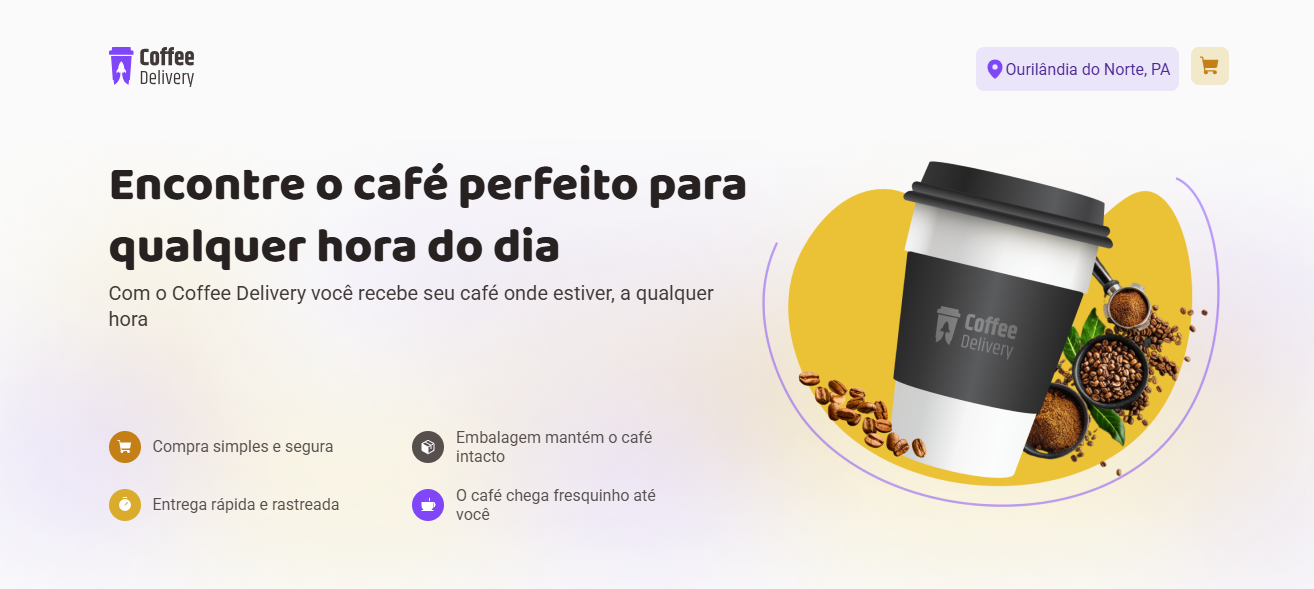 Coffee
Delivery
Ourilândia do Norte, PA
Encontre o café perfeito para
qualquer hora do dia
Com o Coffee Delivery você recebe seu café onde estiver, a qualquer
hora
Compra simples e segura
Embalagem mantém o café
intacto
Entrega rápida e rastreada
O café chega fresquinho até
você
Coffee
Delivery